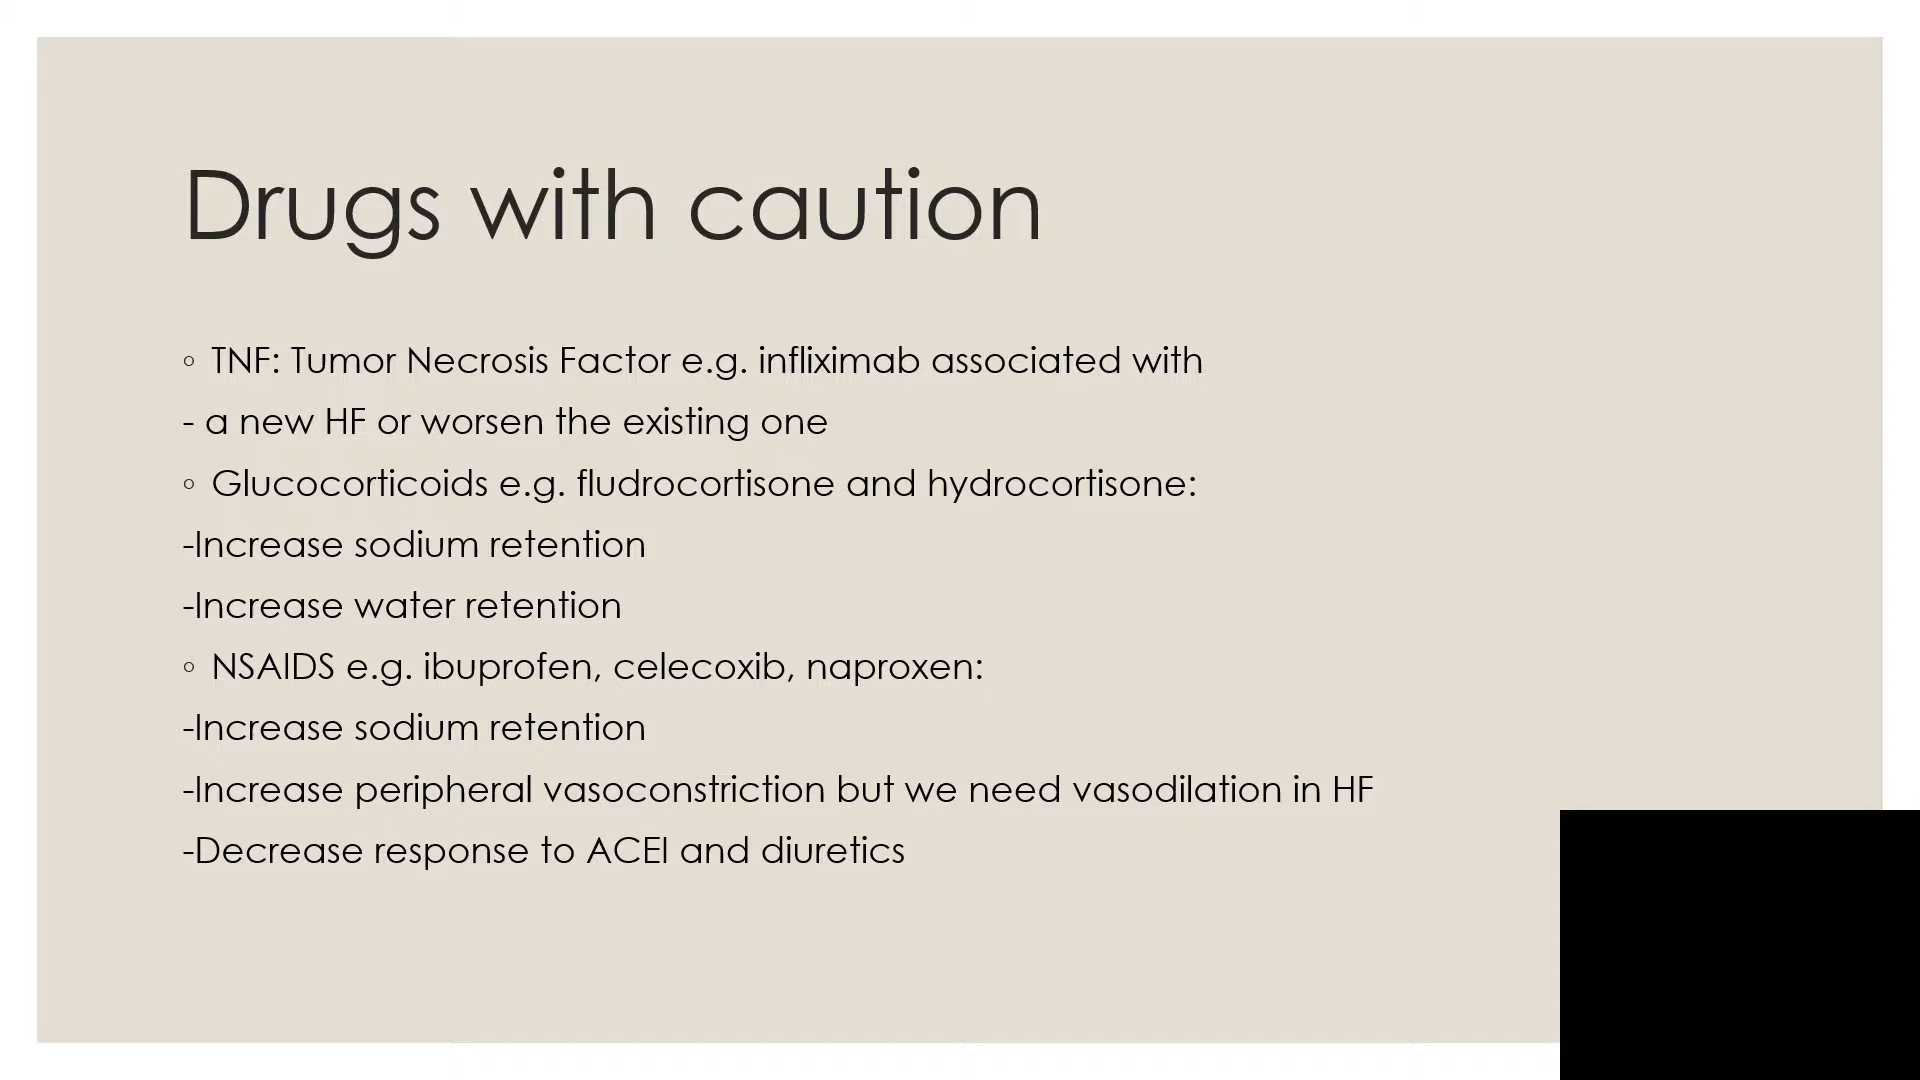 Drugs with caution
◦ TNF: Tumor Necrosis Factor e.g. infliximab associated with
- a new HF or worsen the existing one
◦ Glucocorticoids e.g. fludrocortisone and hydrocortisone:
-Increase sodium retention
-Increase water retention
◦ NSAIDS e.g. ibuprofen, celecoxib, naproxen:
-Increase sodium retention
-Increase peripheral vasoconstriction but we need vasodilation in HF
-Decrease response to ACEI and diuretics